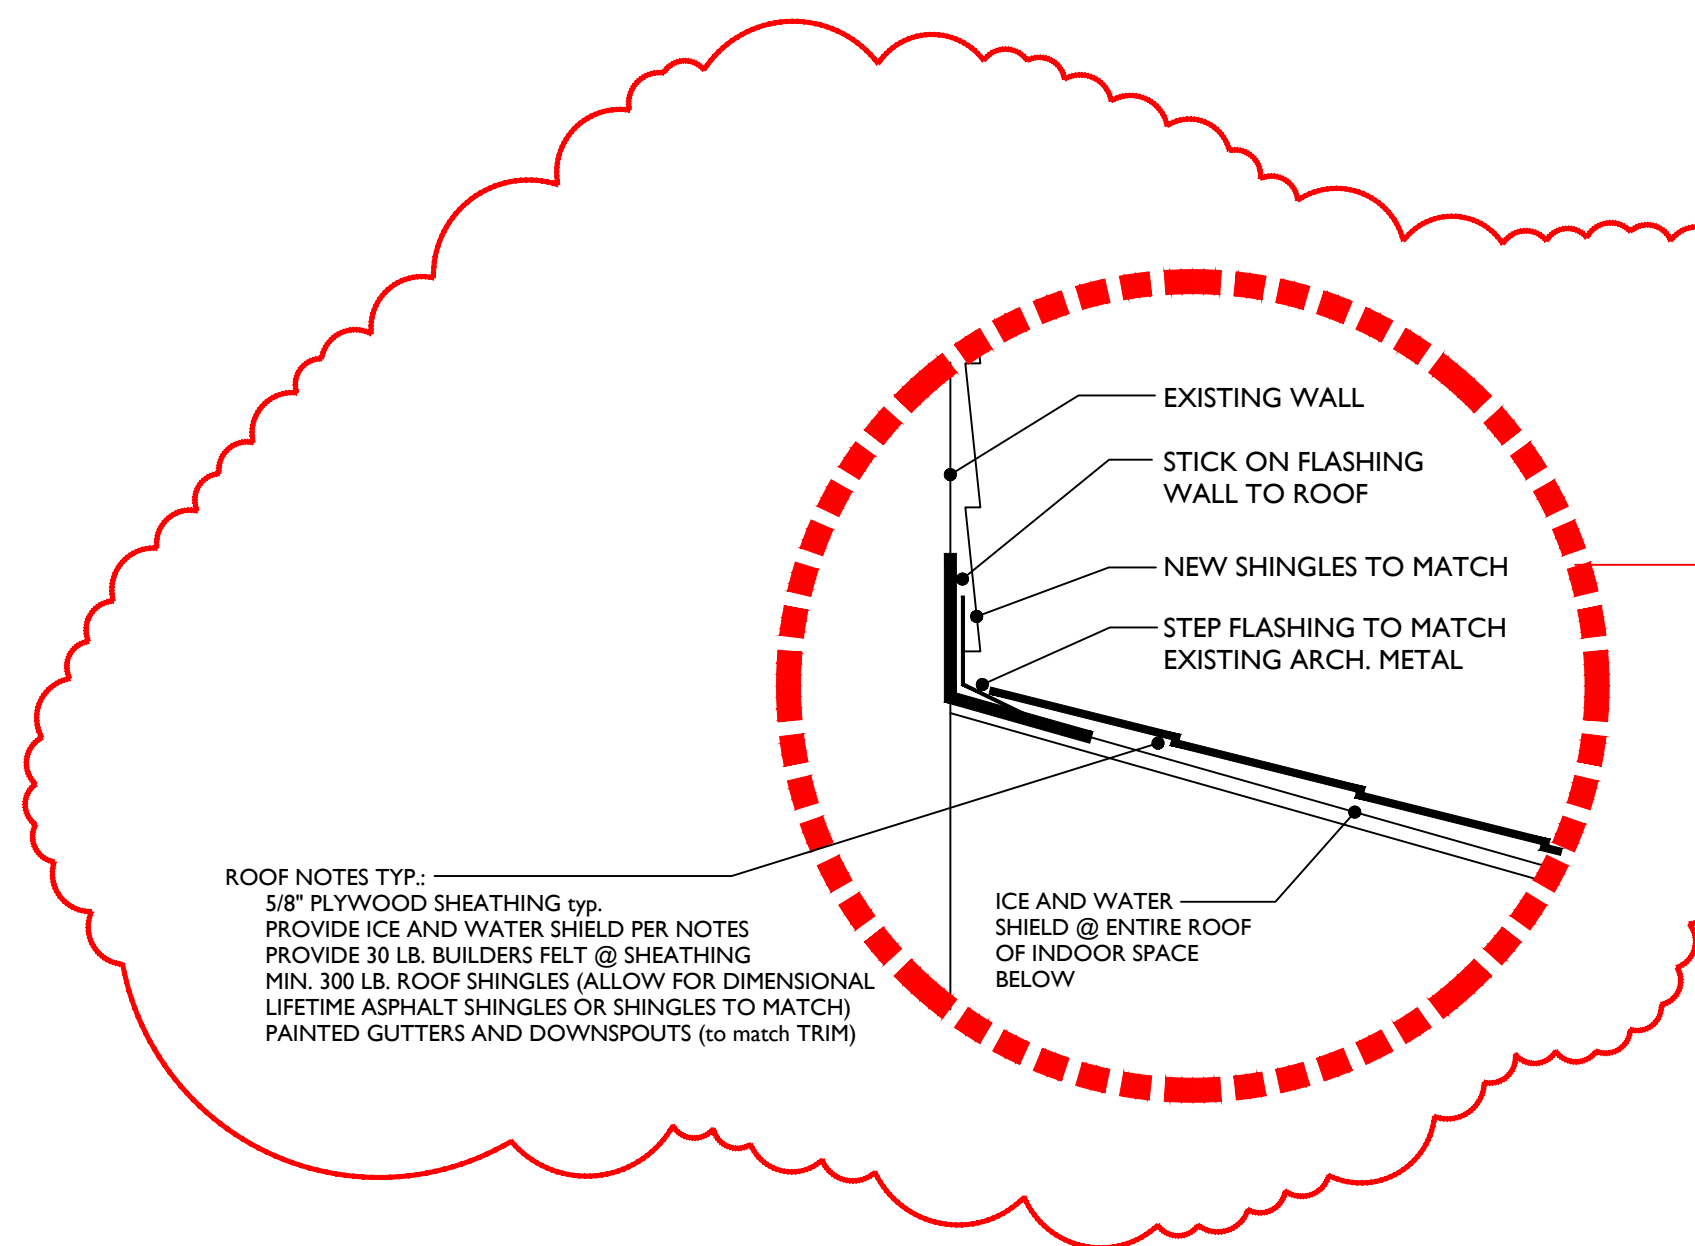 EXISTING WALL
STICK ON FLASHING
WALL TO ROOF
NEW SHINGLES TO MATCH
STEP FLASHING TO MATCH
EXISTING ARCH. METAL
ROOF NOTES TYP.:
5/8" PLYWOOD SHEATHING typ.
PROVIDE ICE AND WATER SHIELD PER NOTES
PROVIDE 30 LB. BUILDERS FELT @ SHEATHING
MIN. 300 LB. ROOF SHINGLES (ALLOW FOR DIMENSIONAL
LIFETIME ASPHALT SHINGLES OR SHINGLES TO MATCH)
PAINTED GUTTERS AND DOWNSPOUTS (to match TRIM)
ICE AND WATER
SHIELD @ ENTIRE ROOF
OF INDOOR SPACE
BELOW